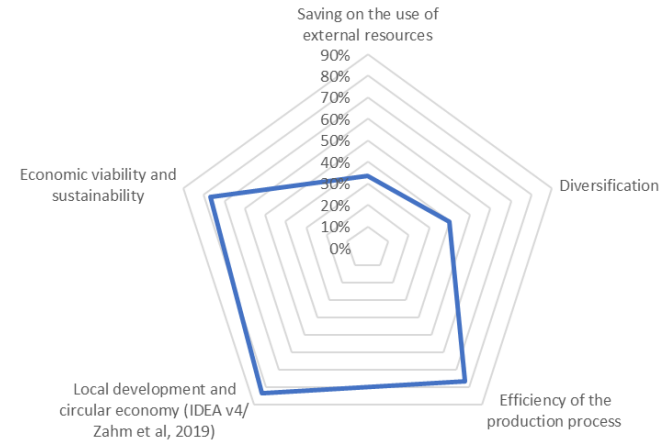 Saving on the use of
external resources
90%
80%
70%
60%
50%
40%
30%
20%
10%
0%
Economic viability and
sustainability
Diversification
Local development and
circular economy (IDEA v4/
Zahm et al, 2019)
Efficiency of the
production process